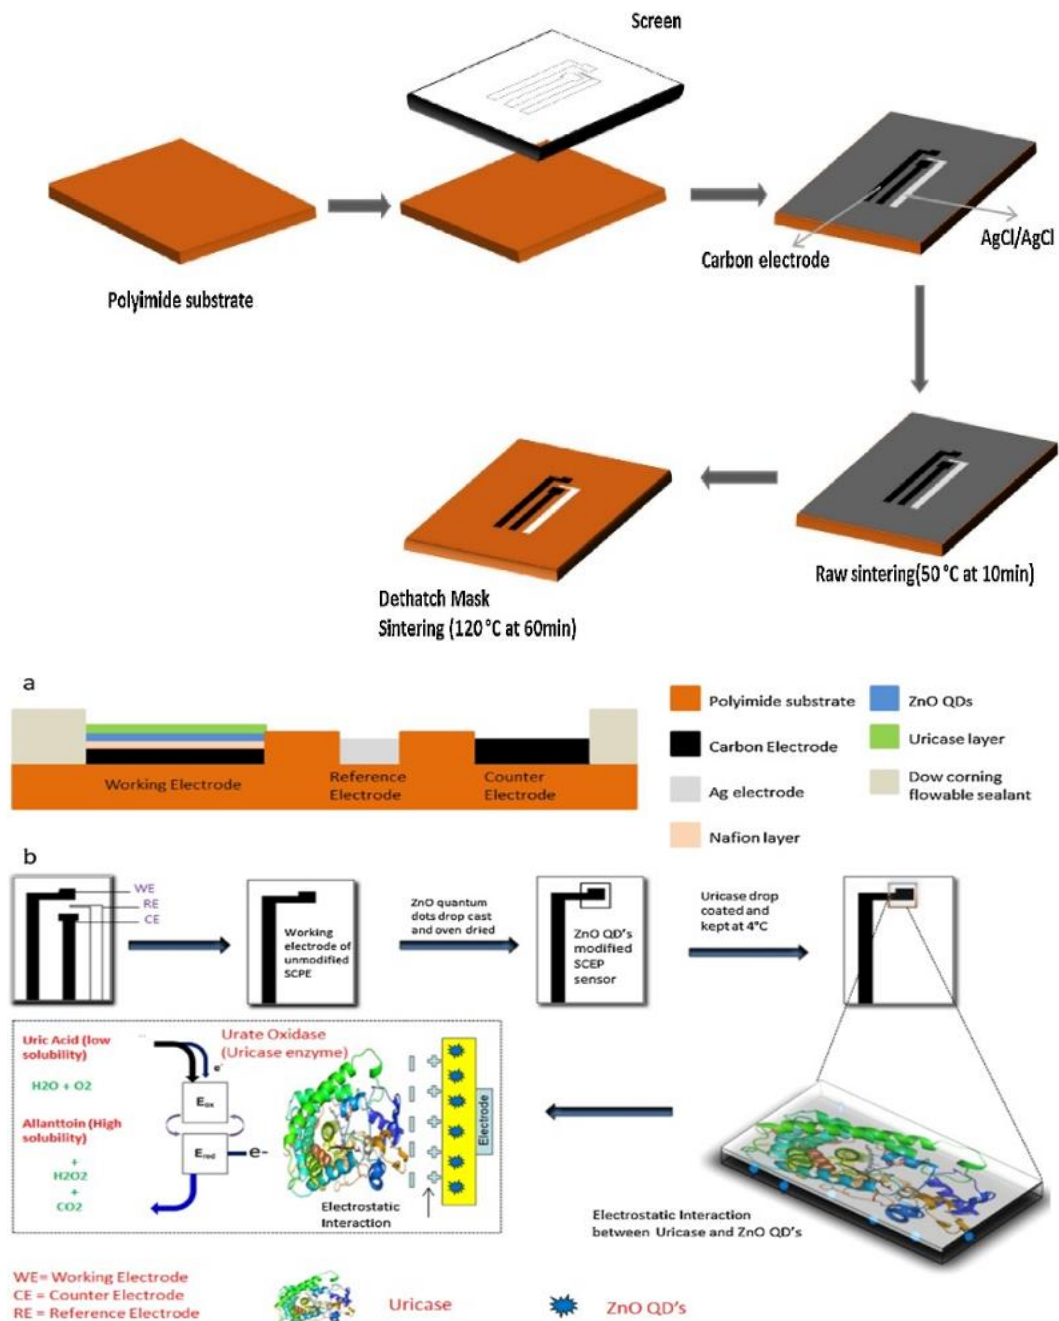 Screen
Polyimide substrate
Carbon electrode
AgCl/AgCl
Raw sintering(50 °C at 10min)
Dethatch Mask
Sintering (120 °C at 60min)
a
Working Electrode
Reference
Electrode
Counter
Electrode
Polyimide substrate
Carbon Electrode
Ag electrode
Nafion layer
ZnO QDs
Uricase layer
Dow corning
flowable sealant
b
WE
RE
CE
Working
electrode of
unmodified
SCPE
ZnO quantum
dots drop cast
and oven dried
ZnO QD's
modified
SCEP
sensor
Uricase drop
coated and
kept at 4°C
Uric Acid (low
solubility)
H2O + O2
Allanttoin (High
solubility)
+
H2O2
+
CO2
e-
Eox
Ered
e-
Urate Oxidase
(Uricase enzyme)
Electrode
Electrostatic
Interaction
Electrostatic Interaction
between Uricase and ZnO QD's
WE= Working Electrode
CE = Counter Electrode
RE = Reference Electrode
Uricase
ZnO QD's